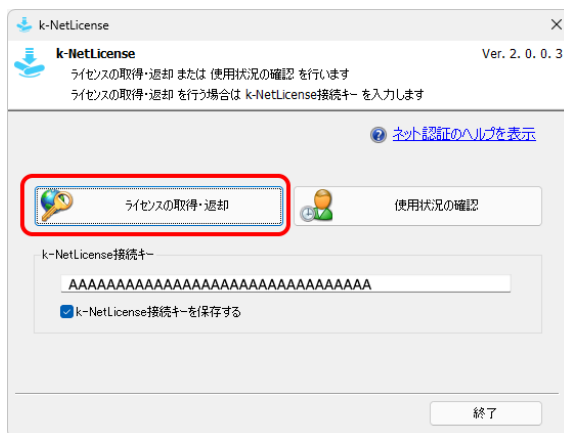 k-NetLicense
k-NetLicense
Ver. 2. 0. 0. 3
ライセンスの取得・返却 または 使用状況の確認 を行います
ライセンスの取得・返却 を行う場合は k-NetLicense接続キー を入力します
ネット認証のヘルプを表示
ライセンスの取得・返却
使用状況の確認
k-NetLicense接続キー
AAAAAAAAAAAAAAAAAAAAAAAAAAAAAAAA
k-NetLicense接続キーを保存する
終了